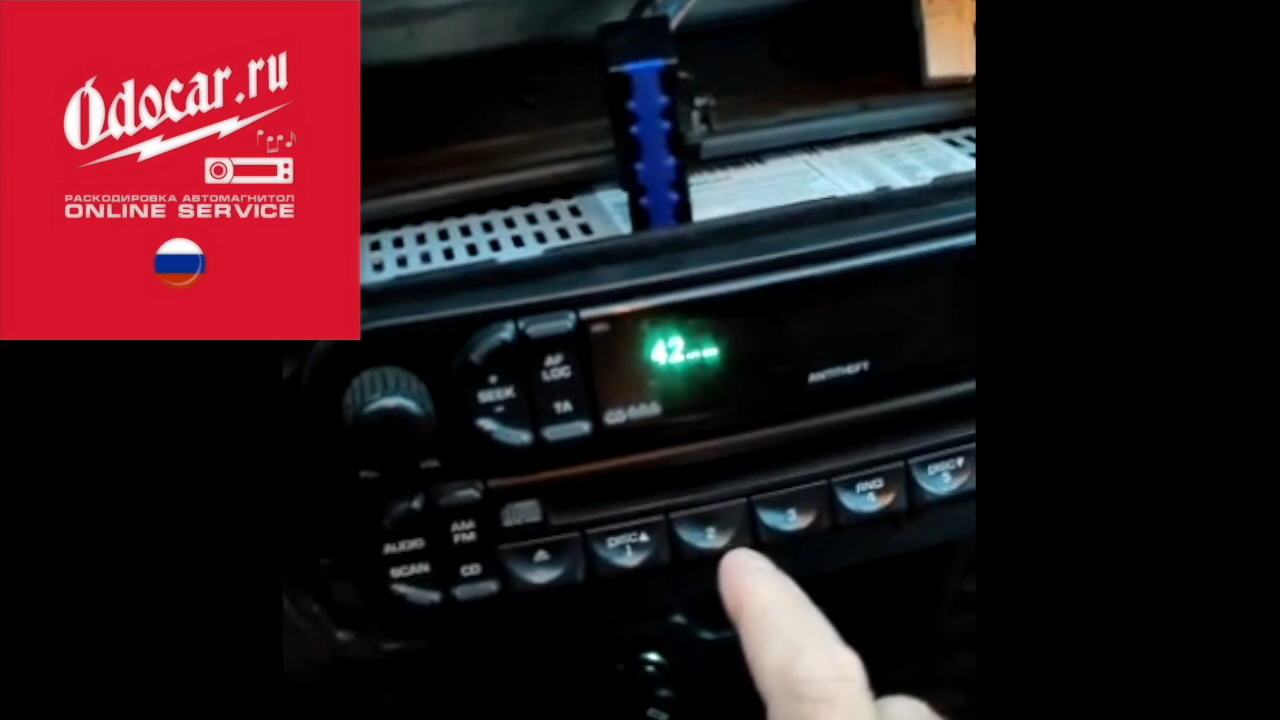 Odocar.ru
РАСКОДИРОВКА АВТОМАГНИТОЛ
ONLINE SERVICE
42--
ANTITHEFT
+
SEEK
-
AF
LOC
TA
AUDIO
SCAN
AM
FM
CD
DISC▲
1
2
3
RND
4
DISC▼
5